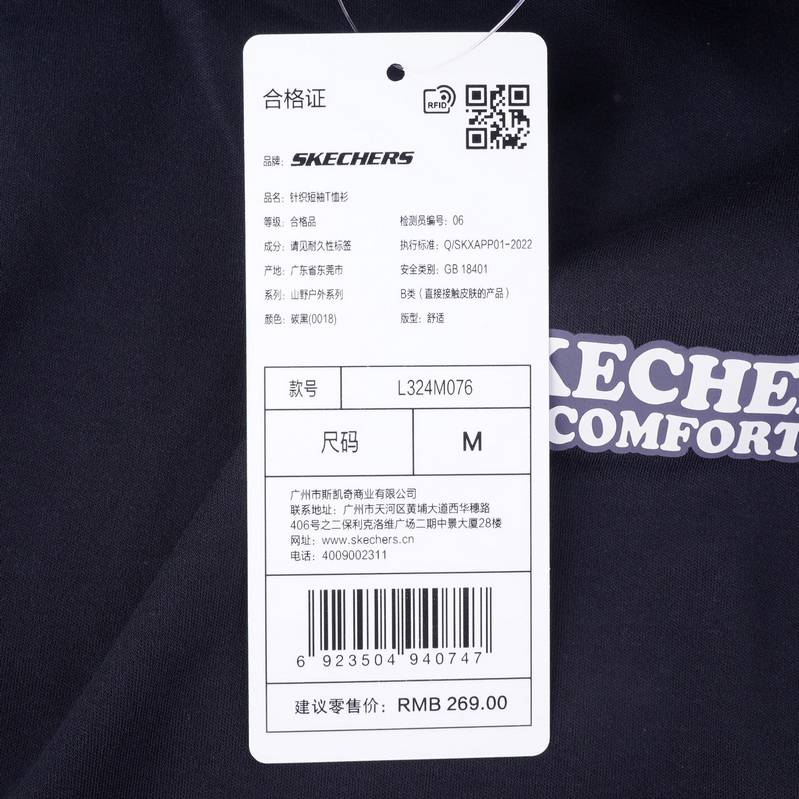 合格证
RFID
品牌: SKECHERS
品名: 针织短袖T恤衫
等级: 合格品 检测员编号: 06
成分: 请见耐久性标签 执行标准: Q/SKXAPP01-2022
产地: 广东省东莞市 安全类别: GB 18401
系列: 山野户外系列 B类（直接接触皮肤的产品）
颜色: 碳黑(0018) 版型: 舒适
款号 L324M076
尺码 M
广州市斯凯奇商业有限公司
联系地址: 广州市天河区黄埔大道西华穗路
406号之二保利克洛维广场二期中景大厦28楼
网址: www.skechers.cn
电话: 4009002311
6 923504 940747
建议零售价: RMB 269.00
KECHE
COMFORT